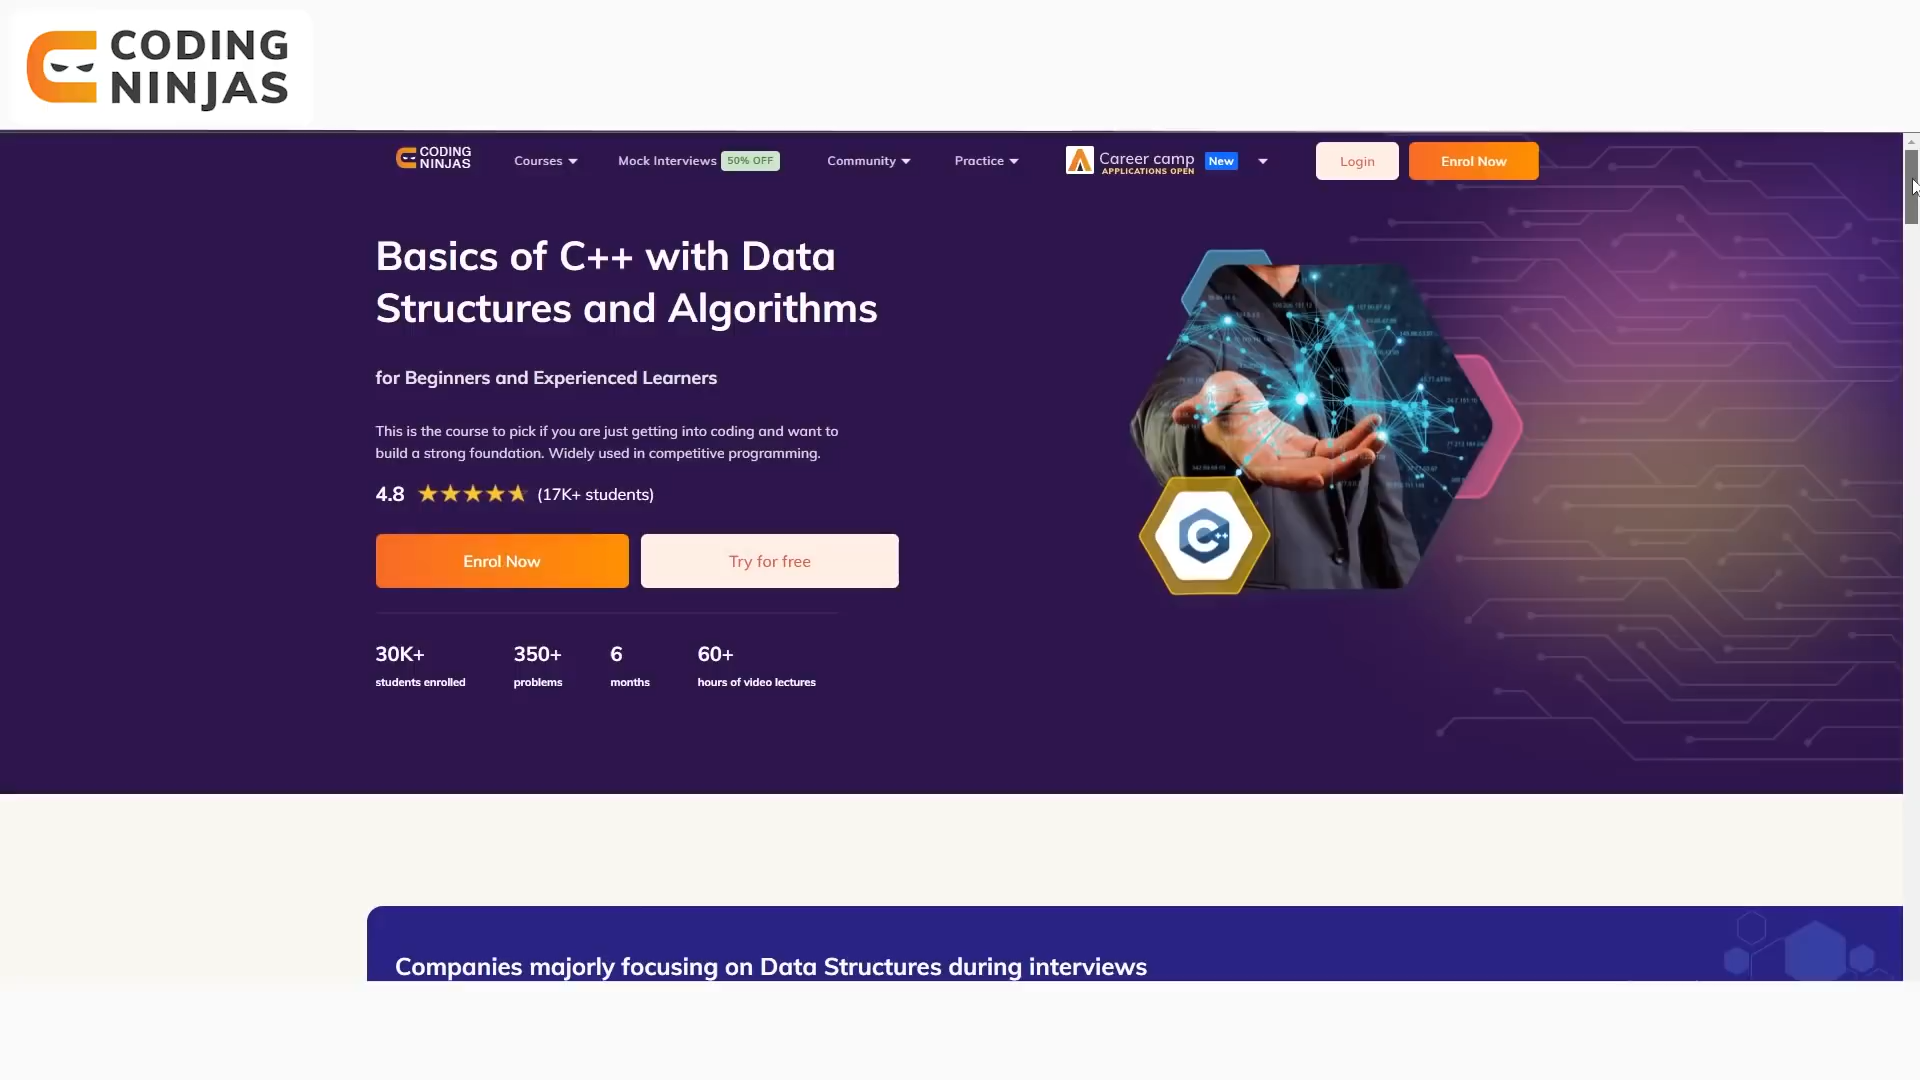 CODING
NINJAS
CODING
NINJAS
Courses
Mock Interviews 50% OFF
Community
Practice
Career camp
APPLICATIONS OPEN
New
Login
Enrol Now
Basics of C++ with Data
Structures and Algorithms
for Beginners and Experienced Learners
This is the course to pick if you are just getting into coding and want to
build a strong foundation. Widely used in competitive programming.
4.8 (17K+ students)
Enrol Now
Try for free
30K+
students enrolled
350+
problems
6
months
60+
hours of video lectures
C++
Companies majorly focusing on Data Structures during interviews